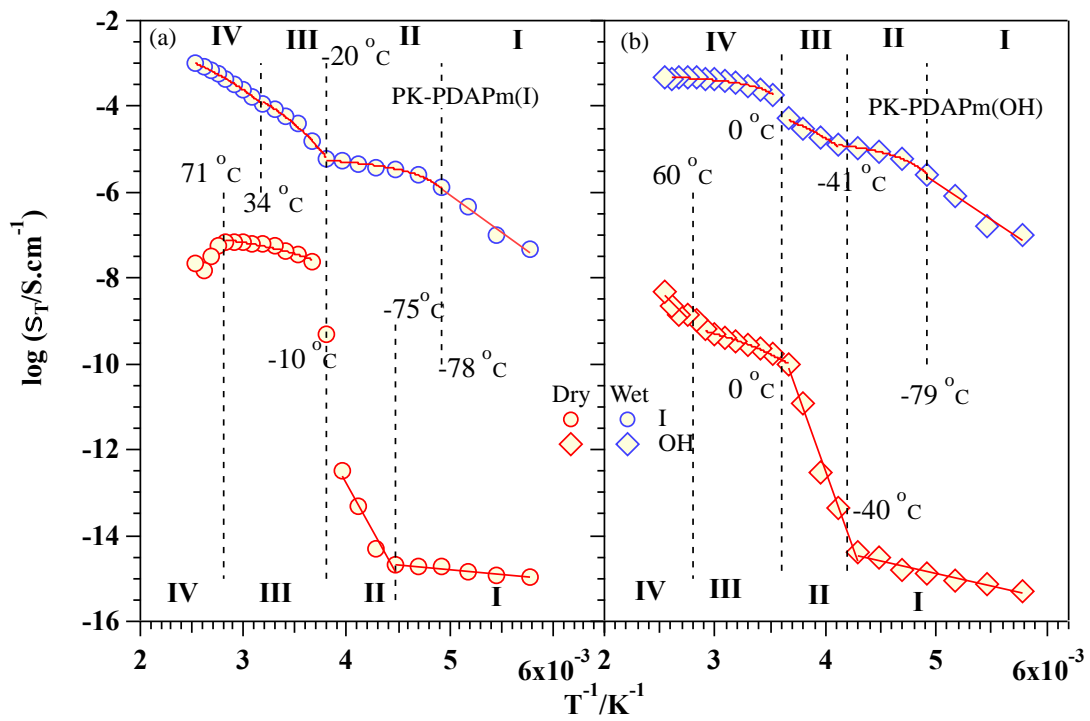 -2
-4
-6
-8
-10
-12
-14
-16
log (sT/S.cm-1)
(a)
IV III II I
-20 °C
PK-PDAPm(I)
71 °C
34 °C
-75°C
-10 °C
-78 °C
IV III II I
2 3 4 5 6x10-3
(b)
IV III II I
PK-PDAPm(OH)
0 °C
60 °C
-41 °C
0 °C
-79 °C
-40 °C
Dry Wet
I
OH
IV III II I
2 3 4 5 6x10-3
T-1/K-1